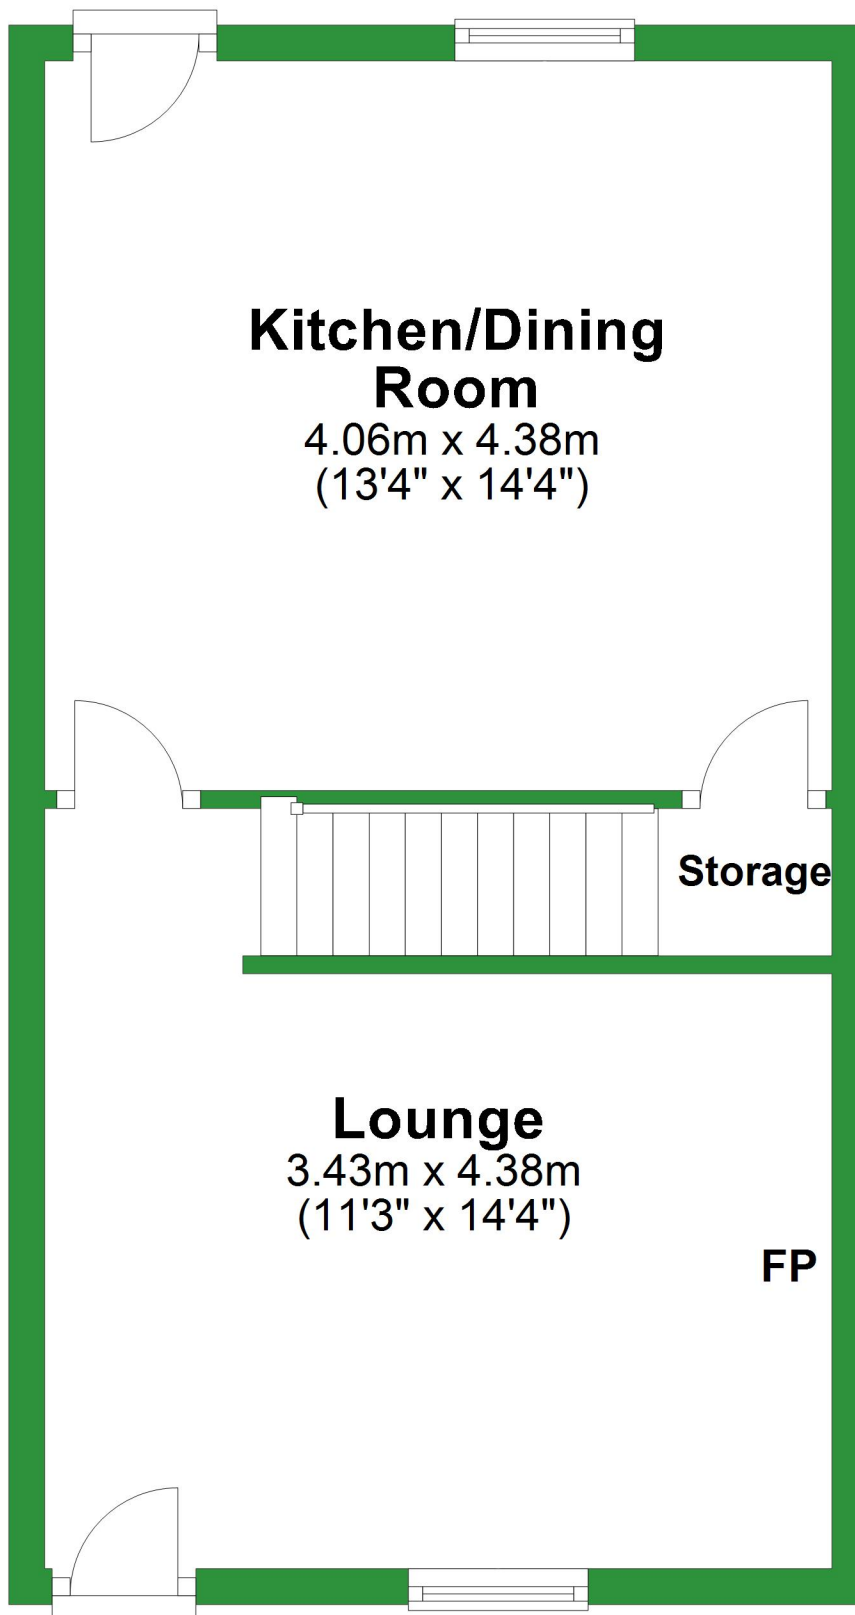 Kitchen/Dining
Room
4.06m x 4.38m
(13'4" x 14'4")
Storage
Lounge
3.43m x 4.38m
(11'3" x 14'4")
FP